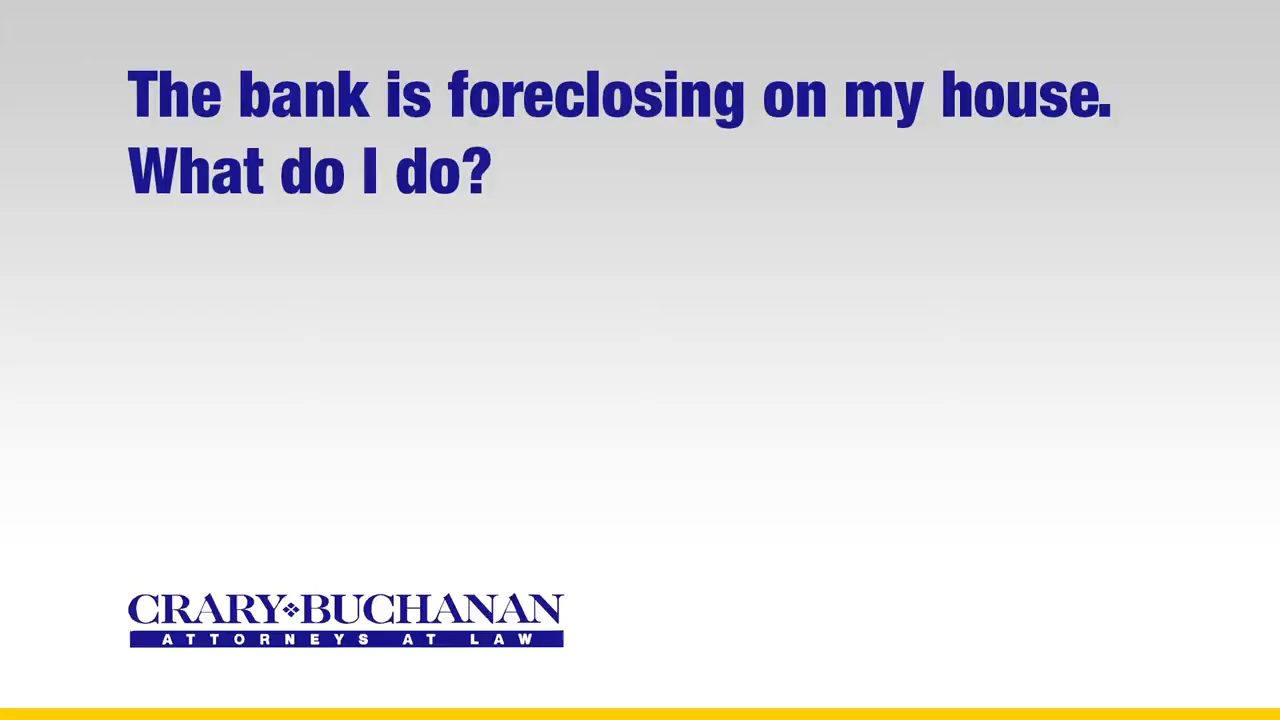 The bank is foreclosing on my house.
What do I do?
CRARY BUCHANAN
ATTORNEYS AT LAW